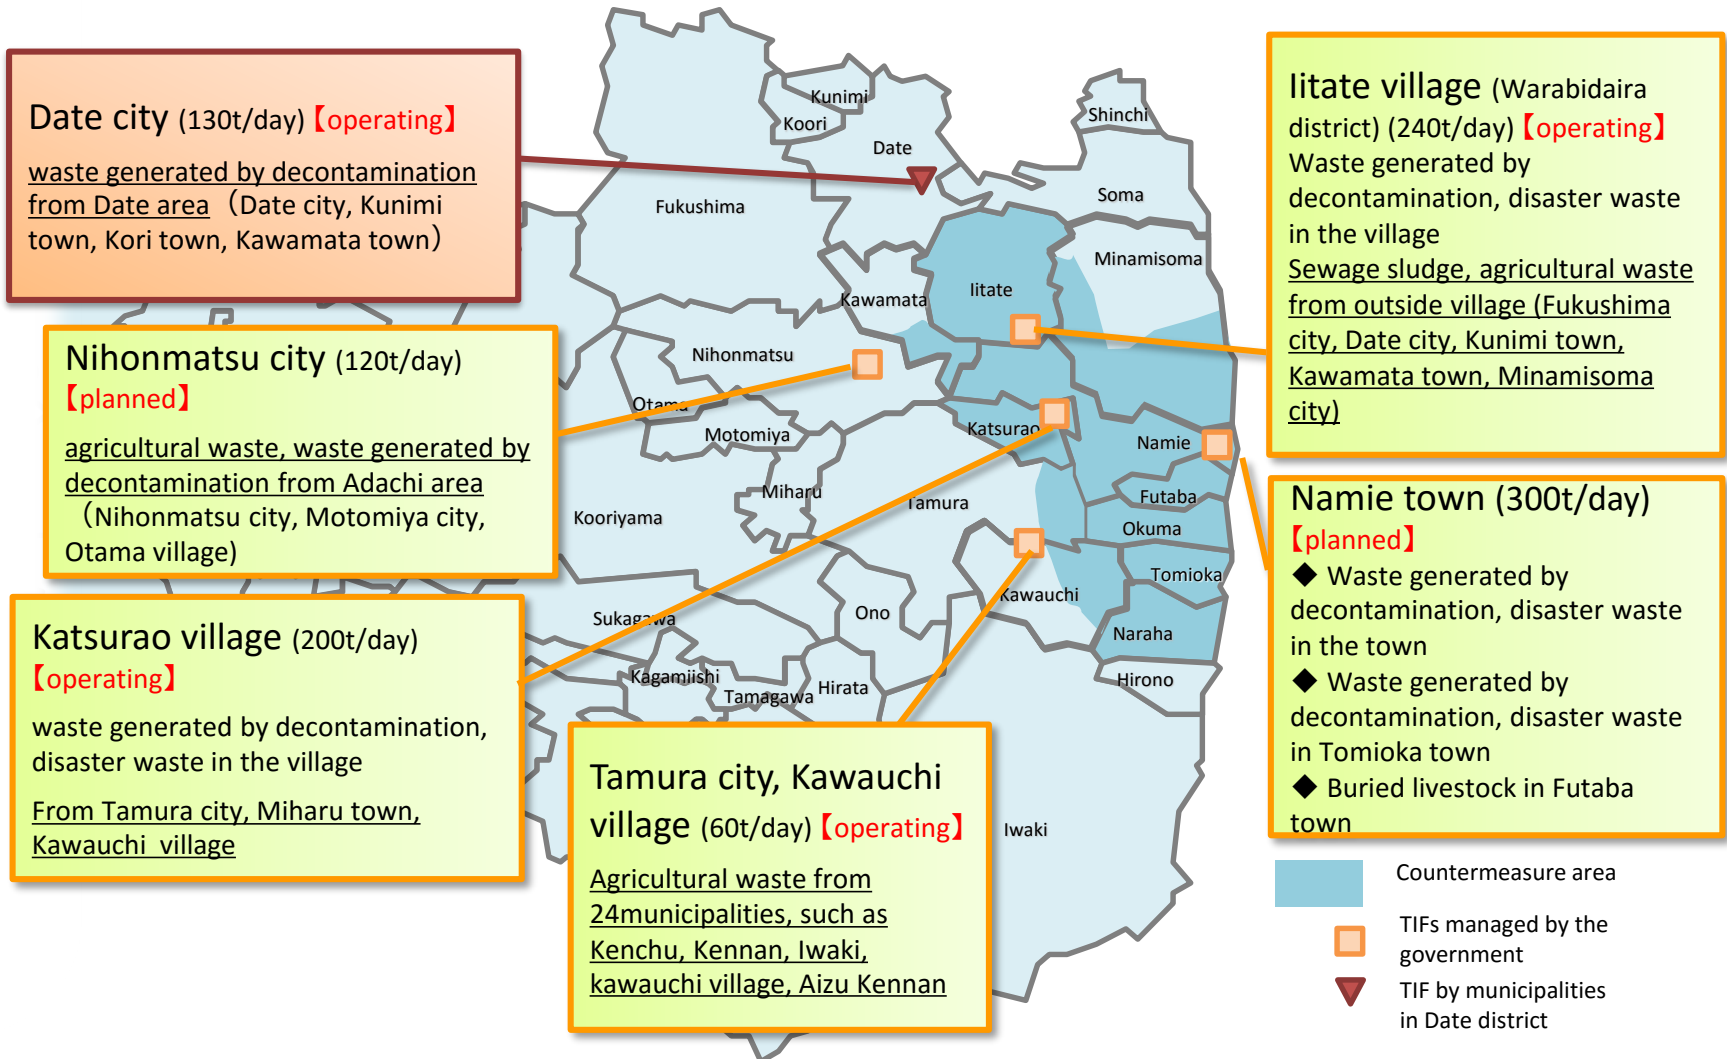 Date city (130t/day)【operating】
waste generated by decontamination
from Date area（Date city, Kunimi
town, Kori town, Kawamata town）
Nihonmatsu city (120t/day)
【planned】
agricultural waste, waste generated by
decontamination from Adachi area
（Nihonmatsu city, Motomiya city,
Otama village)
Katsurao village (200t/day)
【operating】
waste generated by decontamination,
disaster waste in the village
From Tamura city, Miharu town,
Kawauchi village
Tamura city, Kawauchi
village (60t/day)【operating】
Agricultural waste from
24municipalities, such as
Kenchu, Kennan, Iwaki,
kawauchi village, Aizu Kennan
Iitate village (Warabidaira
district) (240t/day)【operating】
Waste generated by
decontamination, disaster waste
in the village
Sewage sludge, agricultural waste
from outside village (Fukushima
city, Date city, Kunimi town,
Kawamata town, Minamisoma
city)
Namie town (300t/day)
【planned】
◆ Waste generated by
decontamination, disaster waste
in the town
◆ Waste generated by
decontamination, disaster waste
in Tomioka town
◆ Buried livestock in Futaba
town
Kunimi
Koori
Date
Shinchi
Soma
Fukushima
Minamisoma
Iitate
Kawamata
Nihonmatsu
Otama
Motomiya
Katsurao
Namie
Miharu
Tamura
Futaba
Kooriyama
Okuma
Tomioka
Kawauchi
Ono
Sukagawa
Naraha
Kagamiishi
Tamagawa
Hirata
Hirono
Iwaki
Countermeasure area
TIFs managed by the
government
TIF by municipalities
in Date district